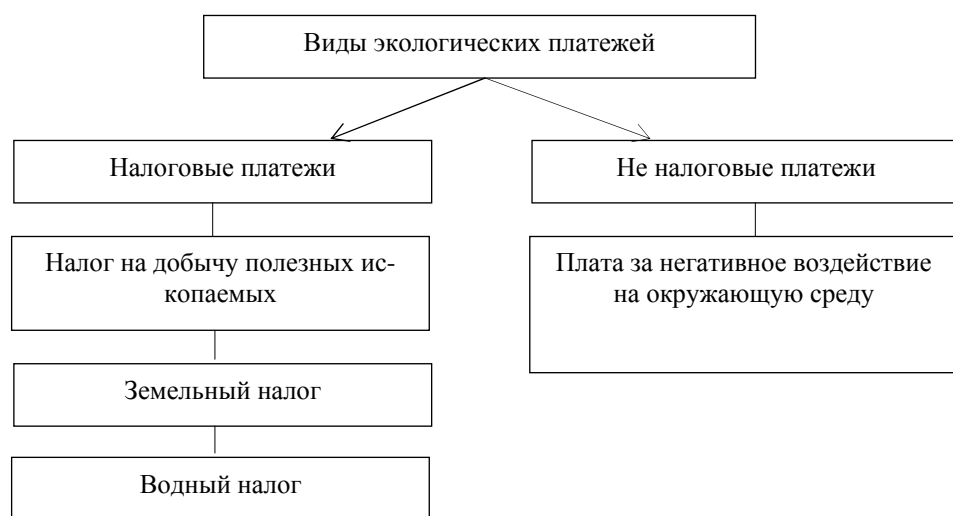 Виды экологических платежей
Налоговые платежи
Не налоговые платежи
Налог на добычу полезных ис-
копаемых
Плата за негативное воздействие
на окружающую среду
Земельный налог
Водный налог